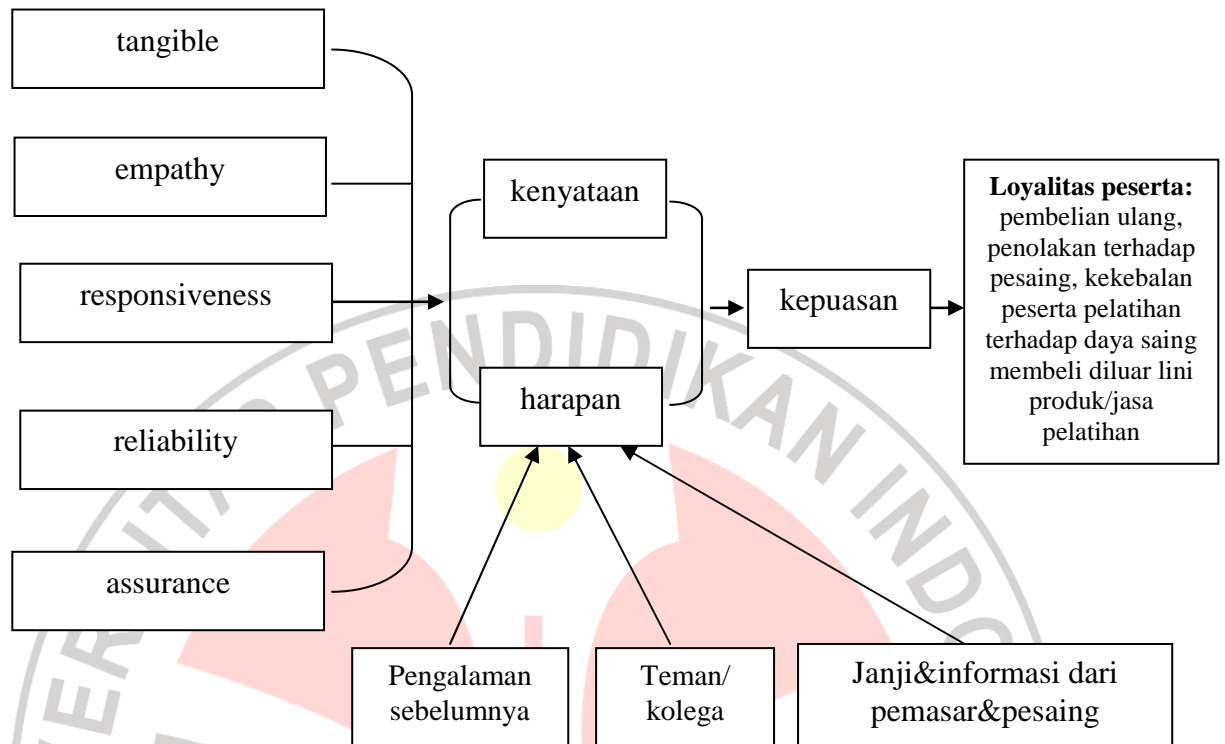 tangible
empathy
responsiveness
reliability
assurance
kenyataan
harapan
kepuasan
Loyalitas peserta:
pembelian ulang,
penolakan terhadap
pesaing, kekebalan
peserta pelatihan
terhadap daya saing
membeli diluar lini
produk/jasa
pelatihan
Pengalaman
sebelumnya
Teman/
kolega
Janji&informasi dari
pemasar&pesaing
PENDIDIKAN